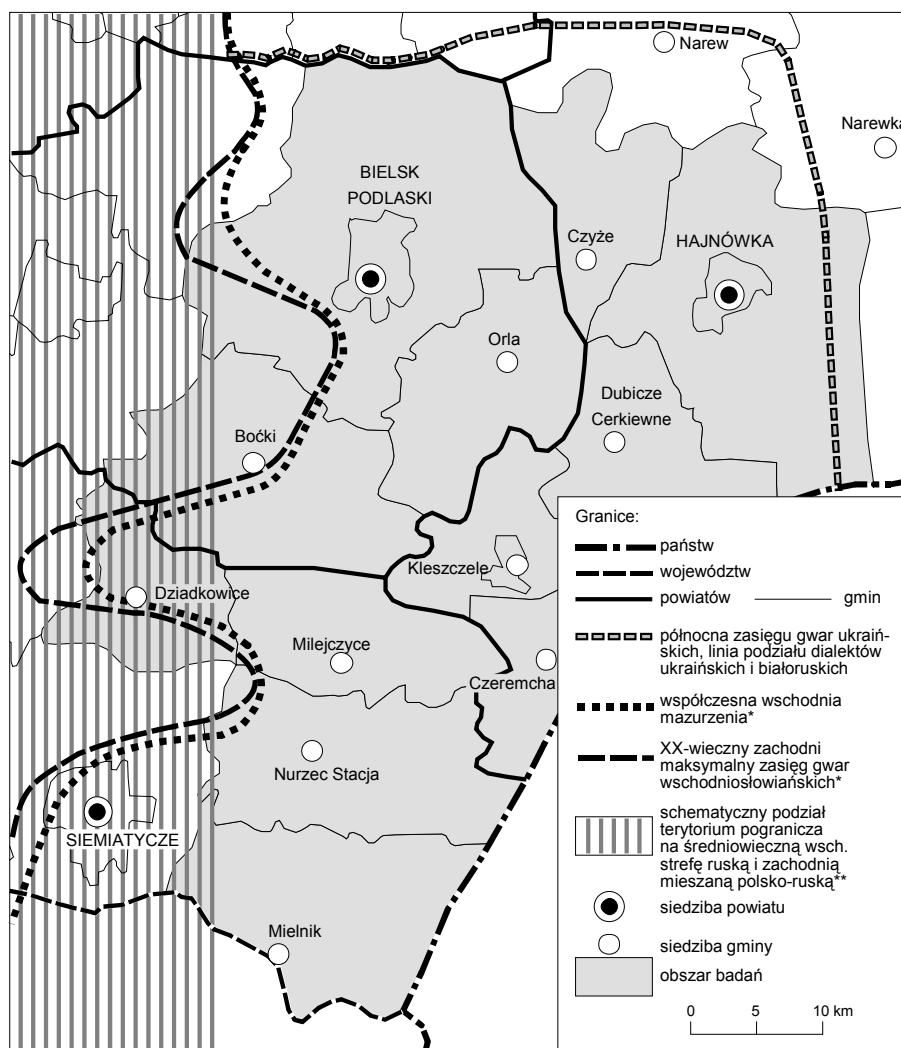 Narew
Narewka
BIELSK
PODLASKI
Czyże
HAJNÓWKA
Orla
Dubicze
Cerkiewne
Boćki
Kleszczele
Dziadkowice
Milejczyce
Czeremcha
Nurzec Stacja
SIEMIATYCZE
Mielnik
Granice:
państw
województw
powiatów
gmin
północna zasięgu gwar ukraiń-
skich, linia podziału dialektów
ukraińskich i białoruskich
współczesna wschodnia
mazurzenia*
XX-wieczny zachodni
maksymalny zasięg gwar
wschodniosłowiańskich*
schematyczny podział
terytorium pogranicza
na średniowieczną wsch.
strefę ruską i zachodnią
mieszaną polsko-ruską**
siedziba powiatu
siedziba gminy
obszar badań
0 5 10 km